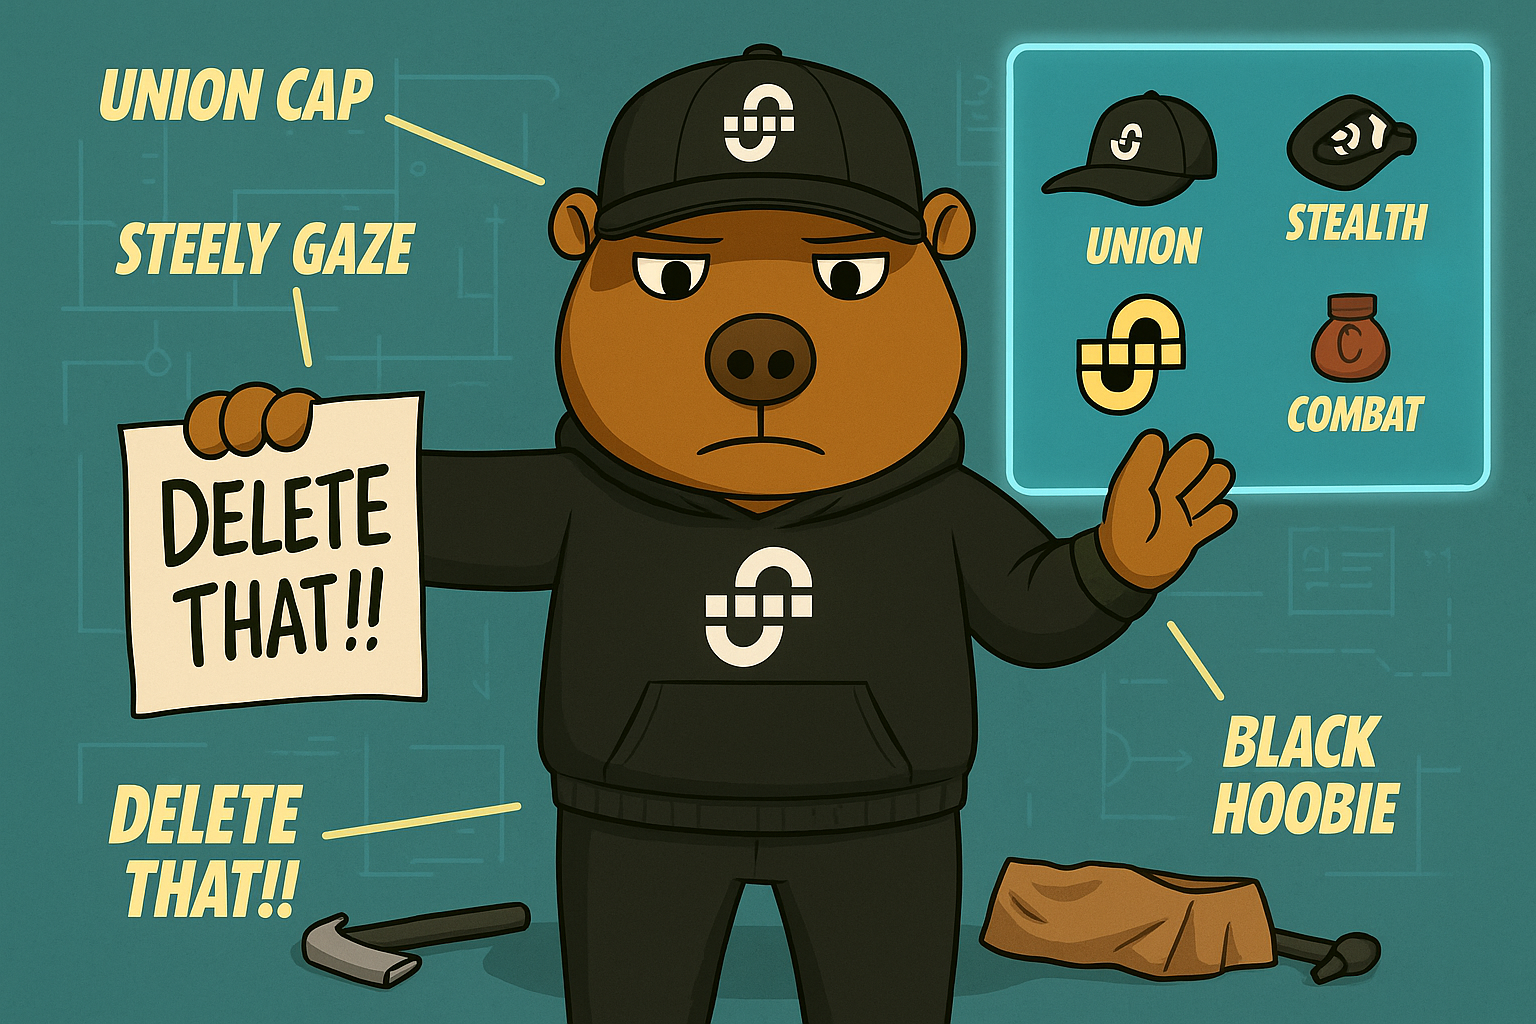 UNION CAP
STEELY GAZE
DELETE
THAT!!
DELETE
THAT!!
UNION
STEALTH
C
COMBAT
BLACK
HOOBIE